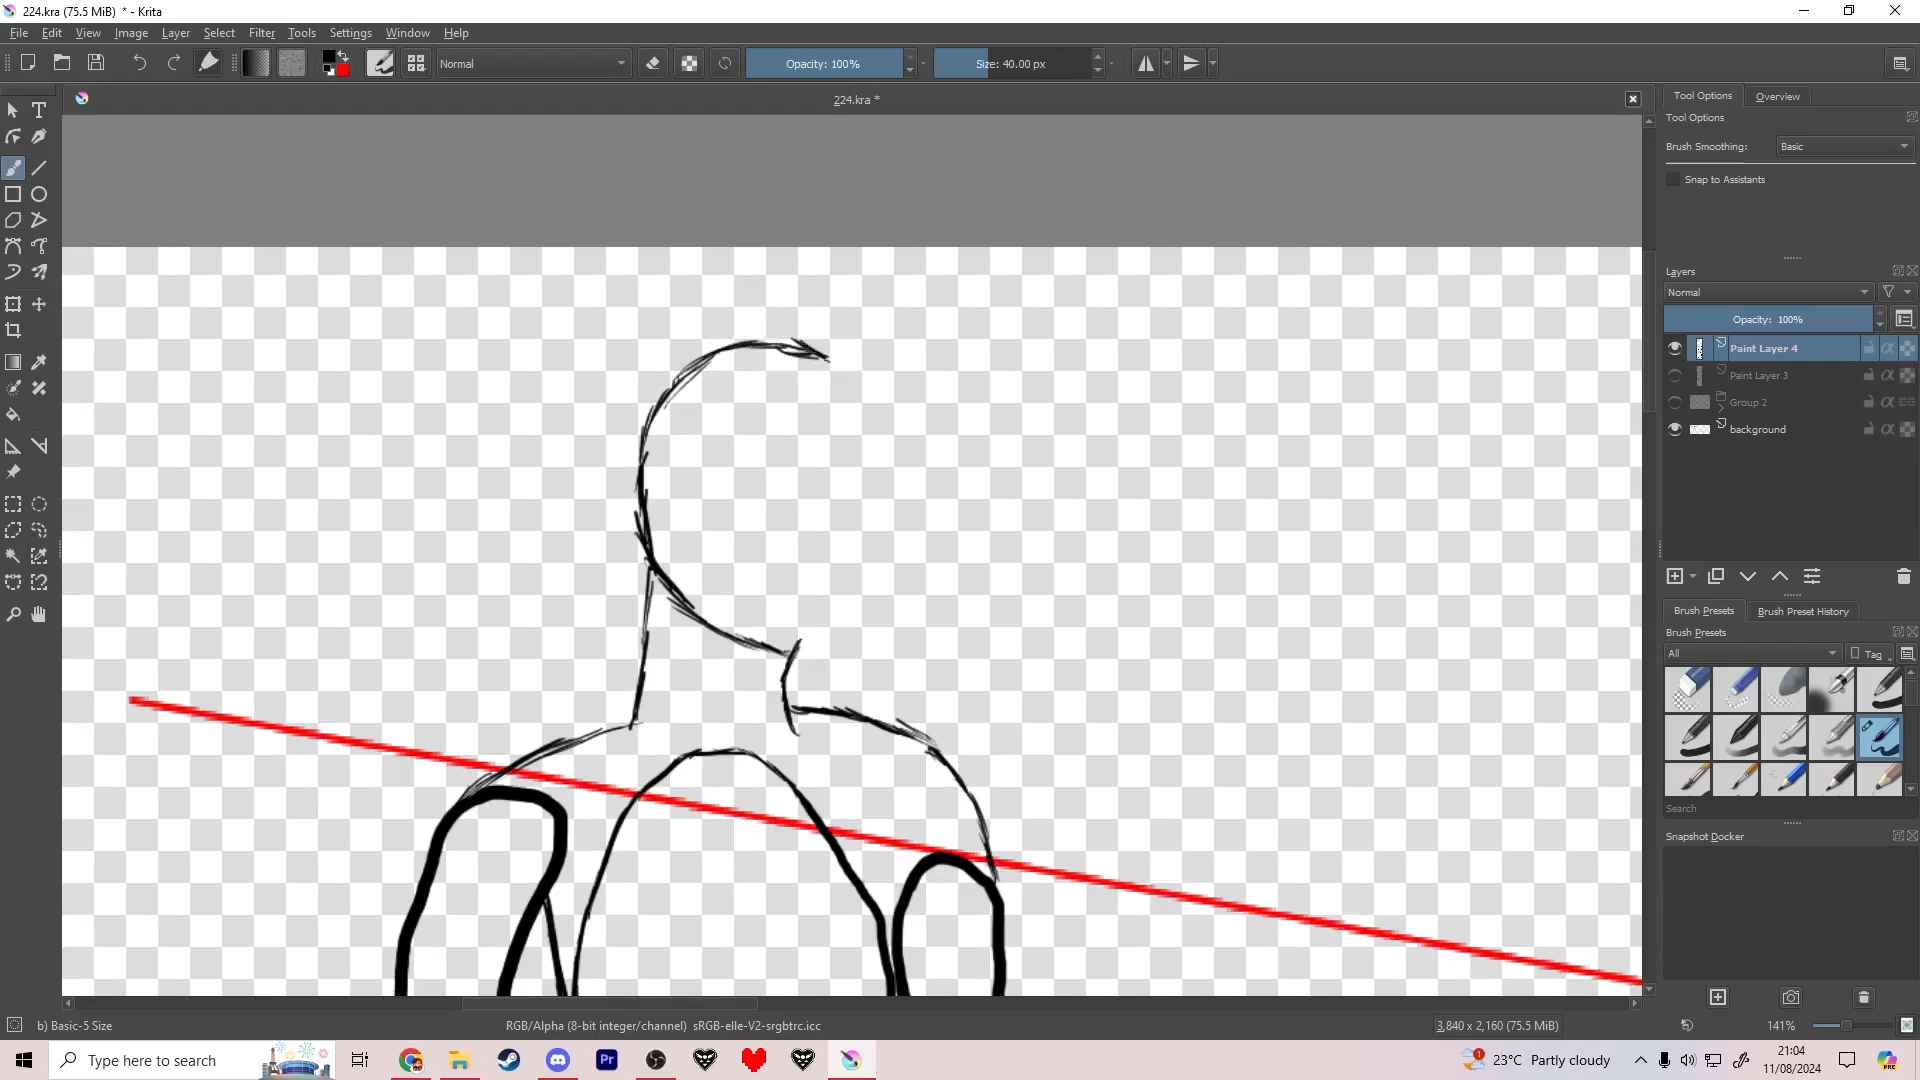 224.kra (75.5 MiB) * - Krita
File Edit View Image Layer Select Filter Tools Settings Window Help
Normal
Opacity: 100%
Size: 40.00 px
224.kra *
Tool Options
Overview
Tool Options
Brush Smoothing:
Basic
Snap to Assistants
Layers
Normal
Opacity: 100%
Paint Layer 4
Paint Layer 3
Group 2
background
Brush Presets
Brush Preset History
Brush Presets
All
Tag
Search
Snapshot Docker
b) Basic-5 Size
RGB/Alpha (8-bit integer/channel) sRGB-elle-V2-srgbtrc.icc
3,840 x 2,160 (75.5 MiB)
141%
Type here to search
Pr
1
23°C Partly cloudy
21:04
11/08/2024
PRE